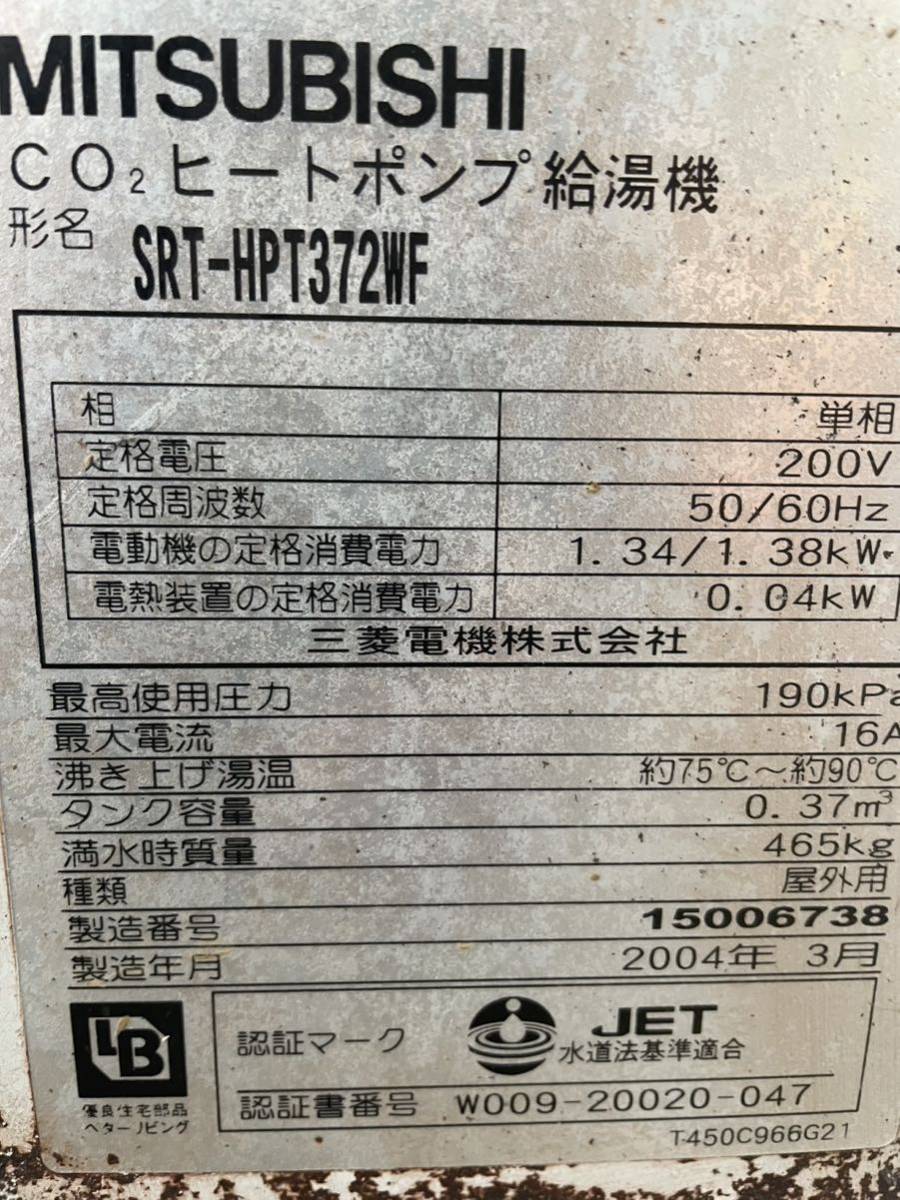 MITSUBISHI
CO₂ヒートポンプ給湯機
形名 SRT-HPT372WF
相 単相
定格電圧 200V
定格周波数 50/60Hz
電動機の定格消費電力 1.34/1.38kW
電熱装置の定格消費電力 0.04kW
三菱電機株式会社
最高使用圧力 190kPa
最大電流 16A
沸き上げ湯温 約75℃～約90℃
タンク容量 0.37m³
満水時質量 465kg
種類 屋外用
製造番号 15006738
製造年月 2004年 3月
BL
優良住宅部品
ベターリビング
認証マーク JET
水道法基準適合
認証書番号 W009-20020-047
T450C966G21